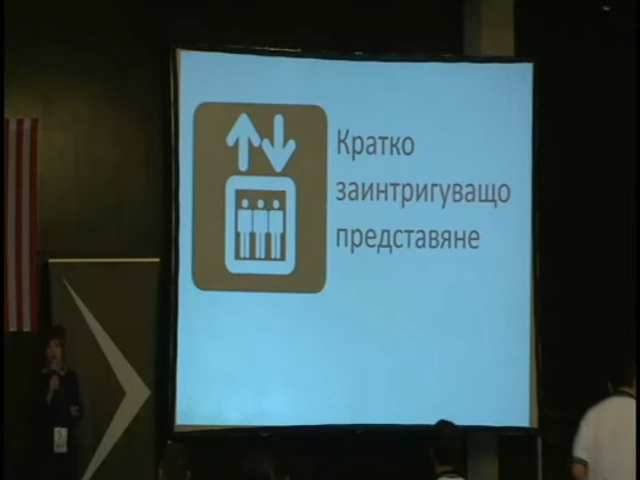 Кратко
заинтригуващо
представяне